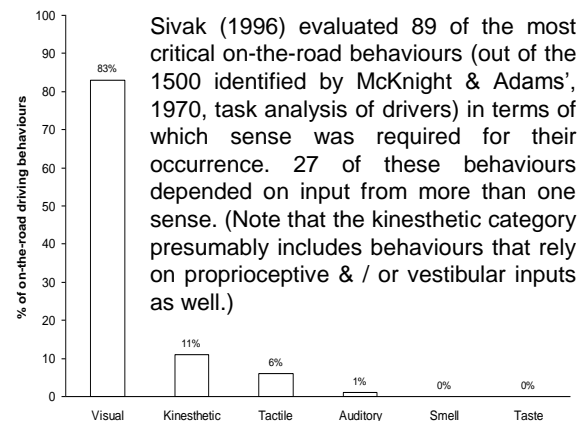 Sivak (1996) evaluated 89 of the most
critical on-the-road behaviours (out of the
1500 identified by McKnight & Adams',
1970, task analysis of drivers) in terms of
which sense was required for their
occurrence. 27 of these behaviours
depended on input from more than one
sense. (Note that the kinesthetic category
presumably includes behaviours that rely
on proprioceptive & / or vestibular inputs
as well.)
% of on-the-road driving behaviours
100
90
80
70
60
50
40
30
20
10
0
83%
11%
6%
1%
0%
0%
Visual
Kinesthetic
Tactile
Auditory
Smell
Taste